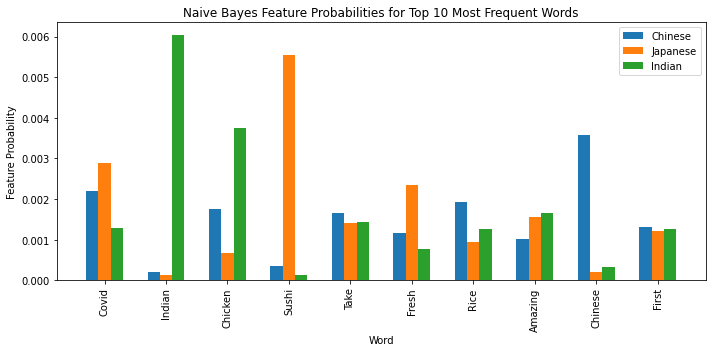 Naive Bayes Feature Probabilities for Top 10 Most Frequent Words
Chinese
Japanese
Indian
Feature Probability
0.006
0.005
0.004
0.003
0.002
0.001
0.000
Covid
Indian
Chicken
Sushi
Take
Fresh
Rice
Amazing
Chinese
First
Word